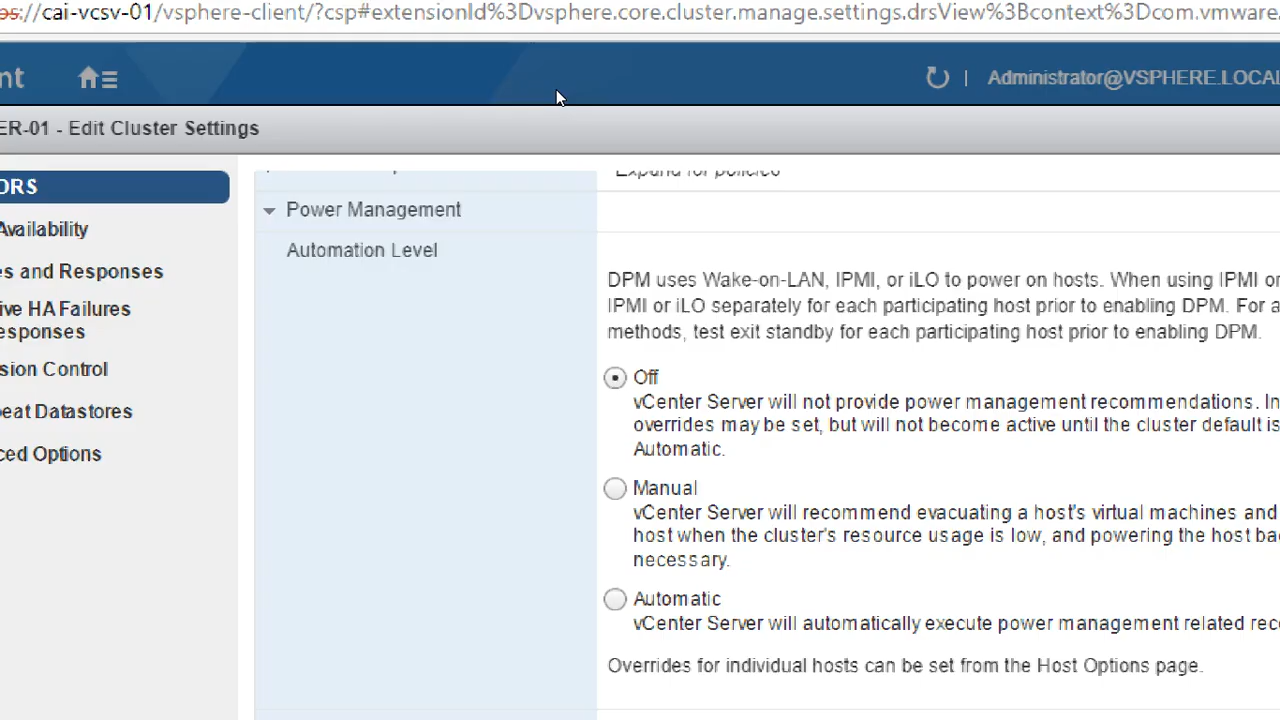 ://cai-vcsv-01/vsphere-client/?csp#extensionId%3Dvsphere.core.cluster.manage.settings.drsView%3Bcontext%3Dcom.vmware.
nt
| Administrator@VSPHERE.LOCAL
ER-01 - Edit Cluster Settings
DRS
Availability
es and Responses
ive HA Failures
esponses
sion Control
eat Datastores
ced Options
Expand for policies
Power Management
Automation Level
DPM uses Wake-on-LAN, IPMI, or iLO to power on hosts. When using IPMI or
IPMI or iLO separately for each participating host prior to enabling DPM. For a
methods, test exit standby for each participating host prior to enabling DPM.
Off
vCenter Server will not provide power management recommendations. In
overrides may be set, but will not become active until the cluster default is
Automatic.
Manual
vCenter Server will recommend evacuating a host's virtual machines and
host when the cluster's resource usage is low, and powering the host ba
necessary.
Automatic
vCenter Server will automatically execute power management related rec
Overrides for individual hosts can be set from the Host Options page.